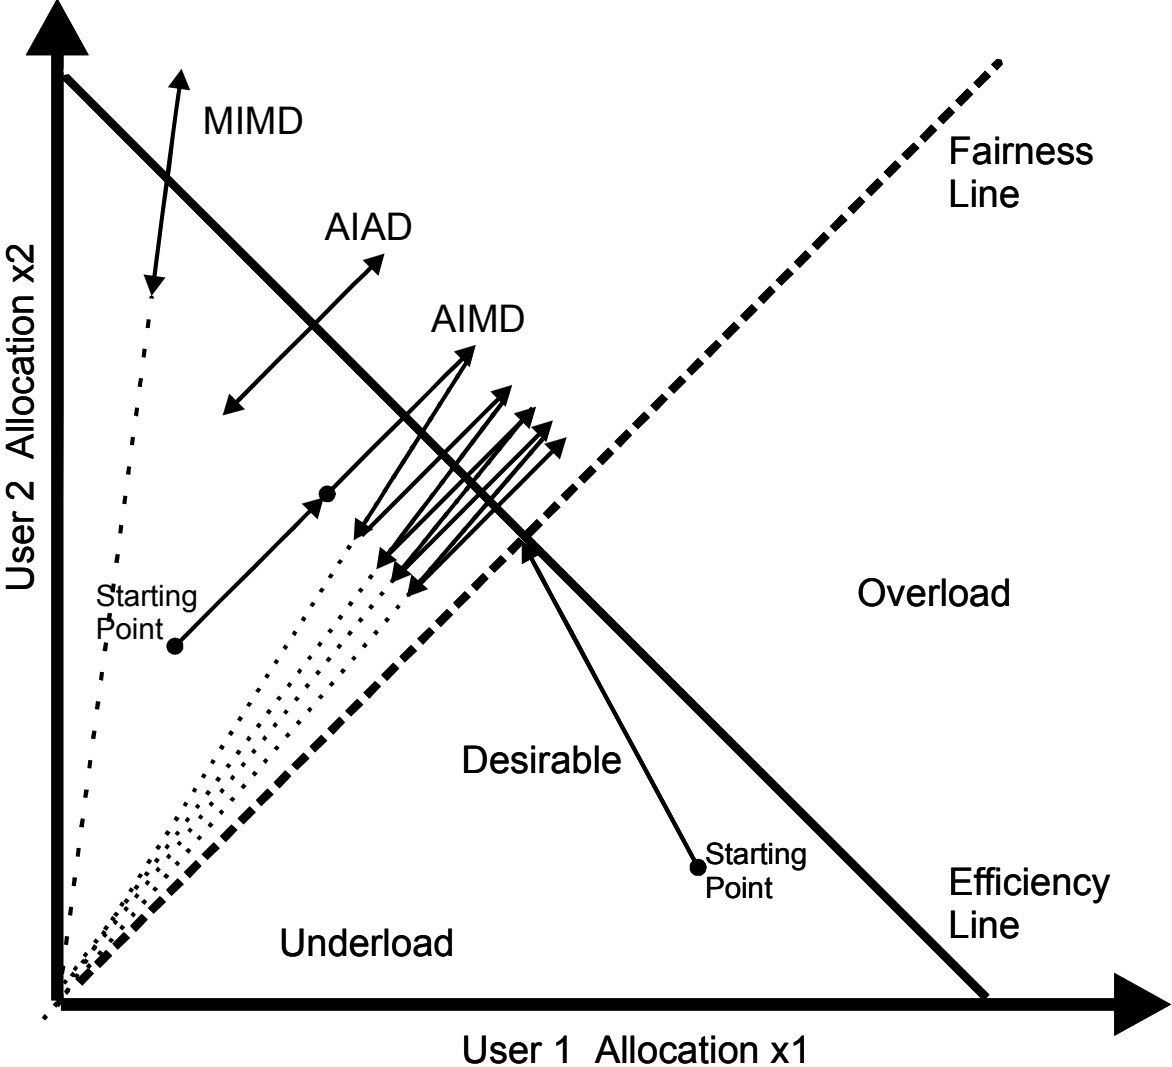 MIMD
Fairness
Line
AIAD
AIMD
User 2 Allocation x2
Starting
Point
Overload
Desirable
Starting
Point
Efficiency
Line
Underload
User 1 Allocation x1